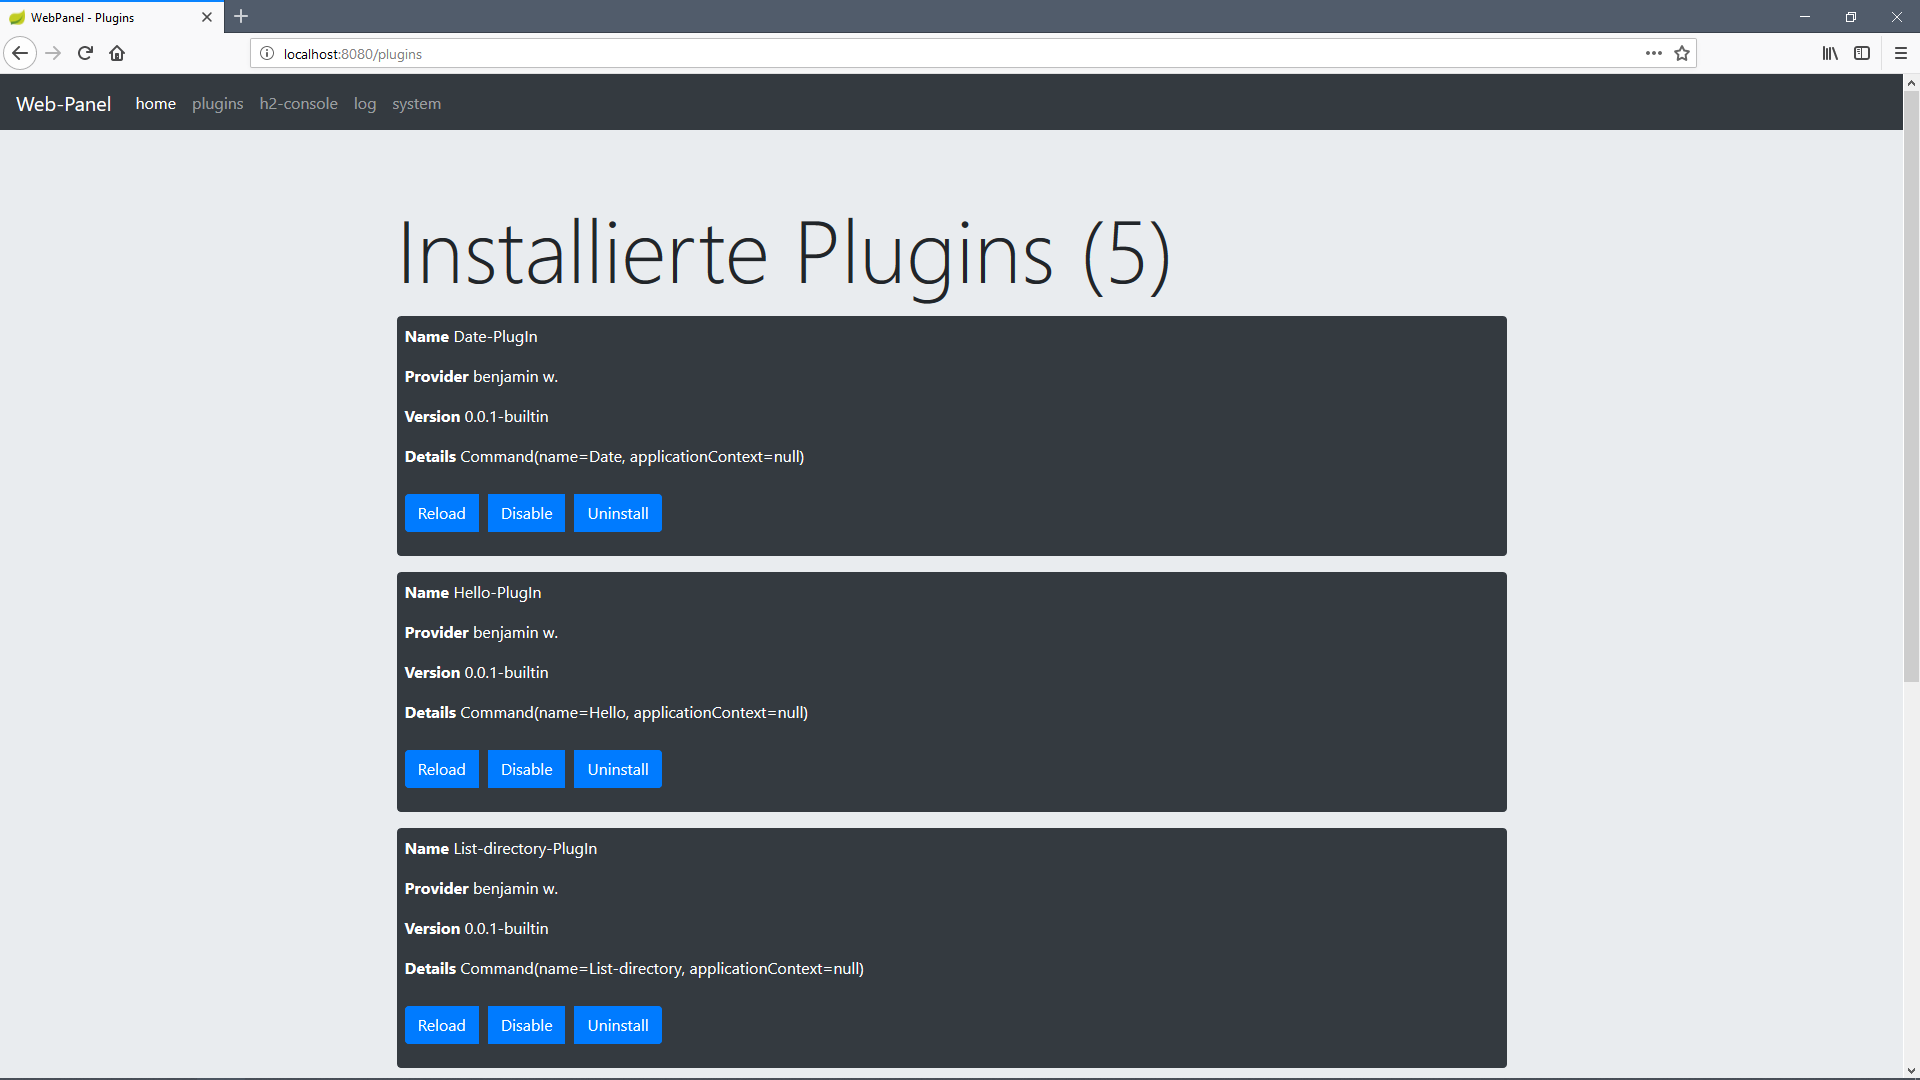 WebPanel - Plugins
localhost:8080/plugins
Web-Panel home plugins h2-console log system
Installierte Plugins (5)
Name Date-PlugIn
Provider benjamin w.
Version 0.0.1-builtin
Details Command(name=Date, applicationContext=null)
Reload Disable Uninstall
Name Hello-PlugIn
Provider benjamin w.
Version 0.0.1-builtin
Details Command(name=Hello, applicationContext=null)
Reload Disable Uninstall
Name List-directory-PlugIn
Provider benjamin w.
Version 0.0.1-builtin
Details Command(name=List-directory, applicationContext=null)
Reload Disable Uninstall